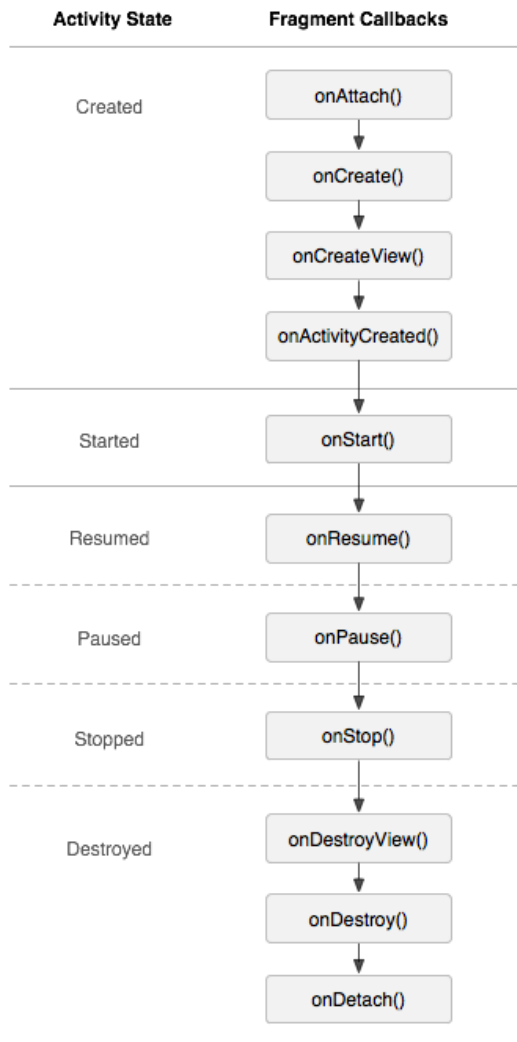 Activity State Fragment Callbacks
Created
onAttach()
onCreate()
onCreateView()
onActivityCreated()
Started
onStart()
Resumed
onResume()
Paused
onPause()
Stopped
onStop()
Destroyed
onDestroyView()
onDestroy()
onDetach()